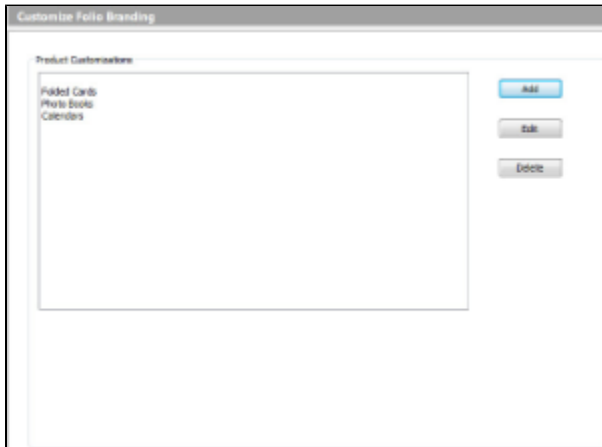 Customize Folio Branding
Product Customizations
Folded Cards
Photo Books
Calendars
Add
Edit
Delete